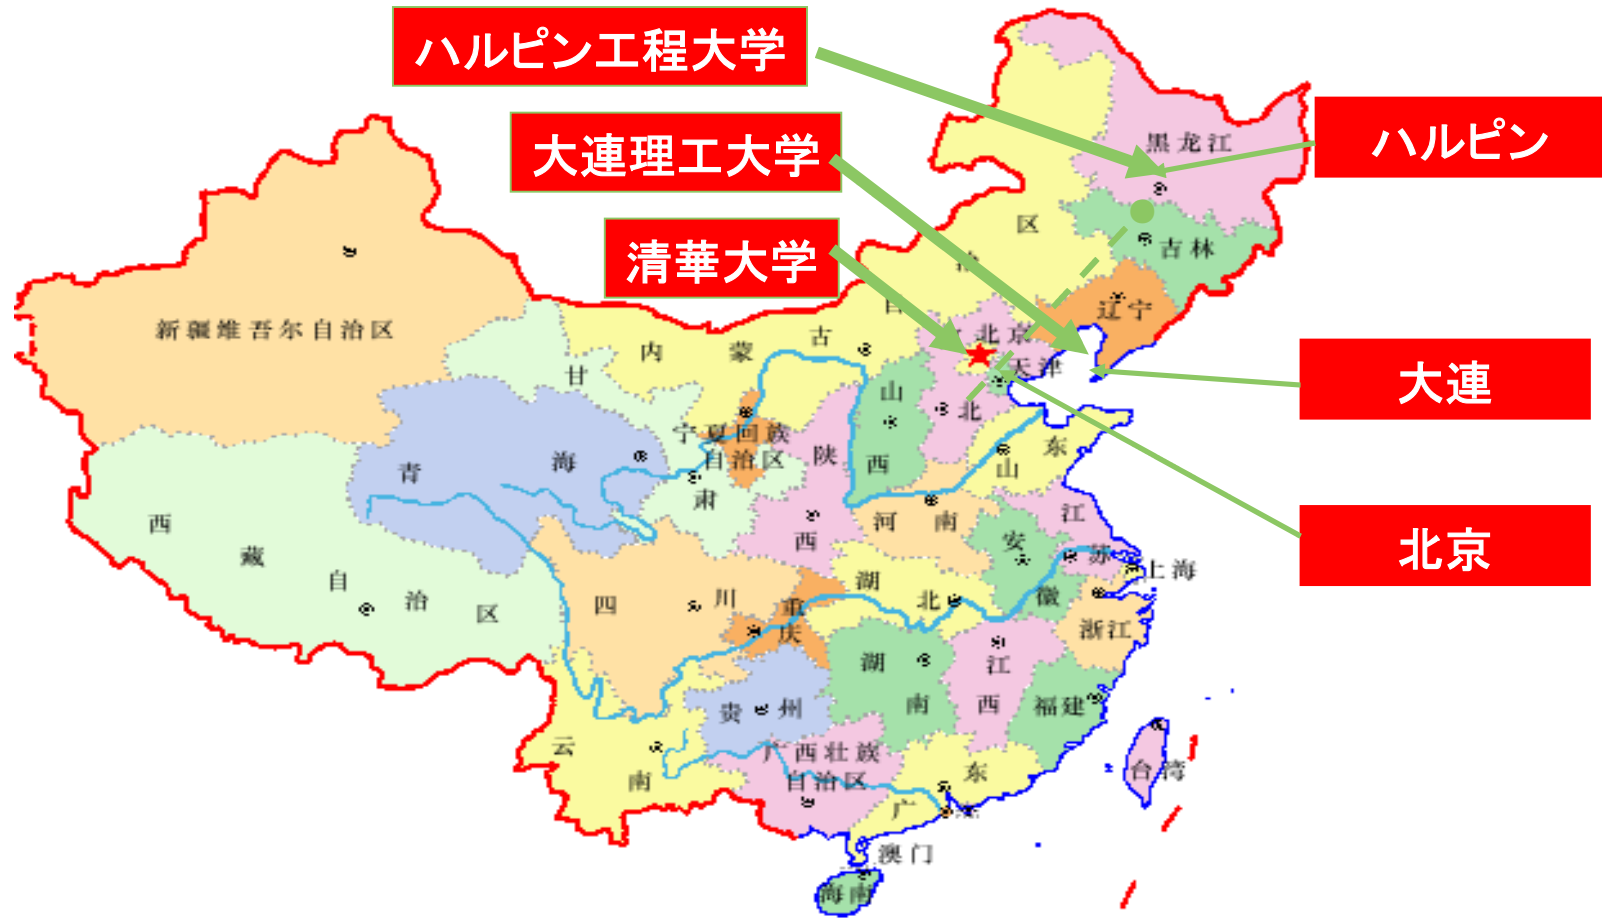 ハルピン工程大学
ハルピン
黑龙江
大連理工大学
区
吉林
清華大学
治
自
辽宁
新疆维吾尔自治区
内 蒙 古
北京
大連
天津
甘
山
北
宁夏回族
自治区
陕
西
东
山
青 海
肃
河 南
江
西
安
北京
西
藏
自
治
区
苏
上海
四 川
湖
北
徽
重
庆
浙江
湖
南
江
西
福建
贵州
云
南
广西壮族
自治区
东
广
台湾
澳门
海南